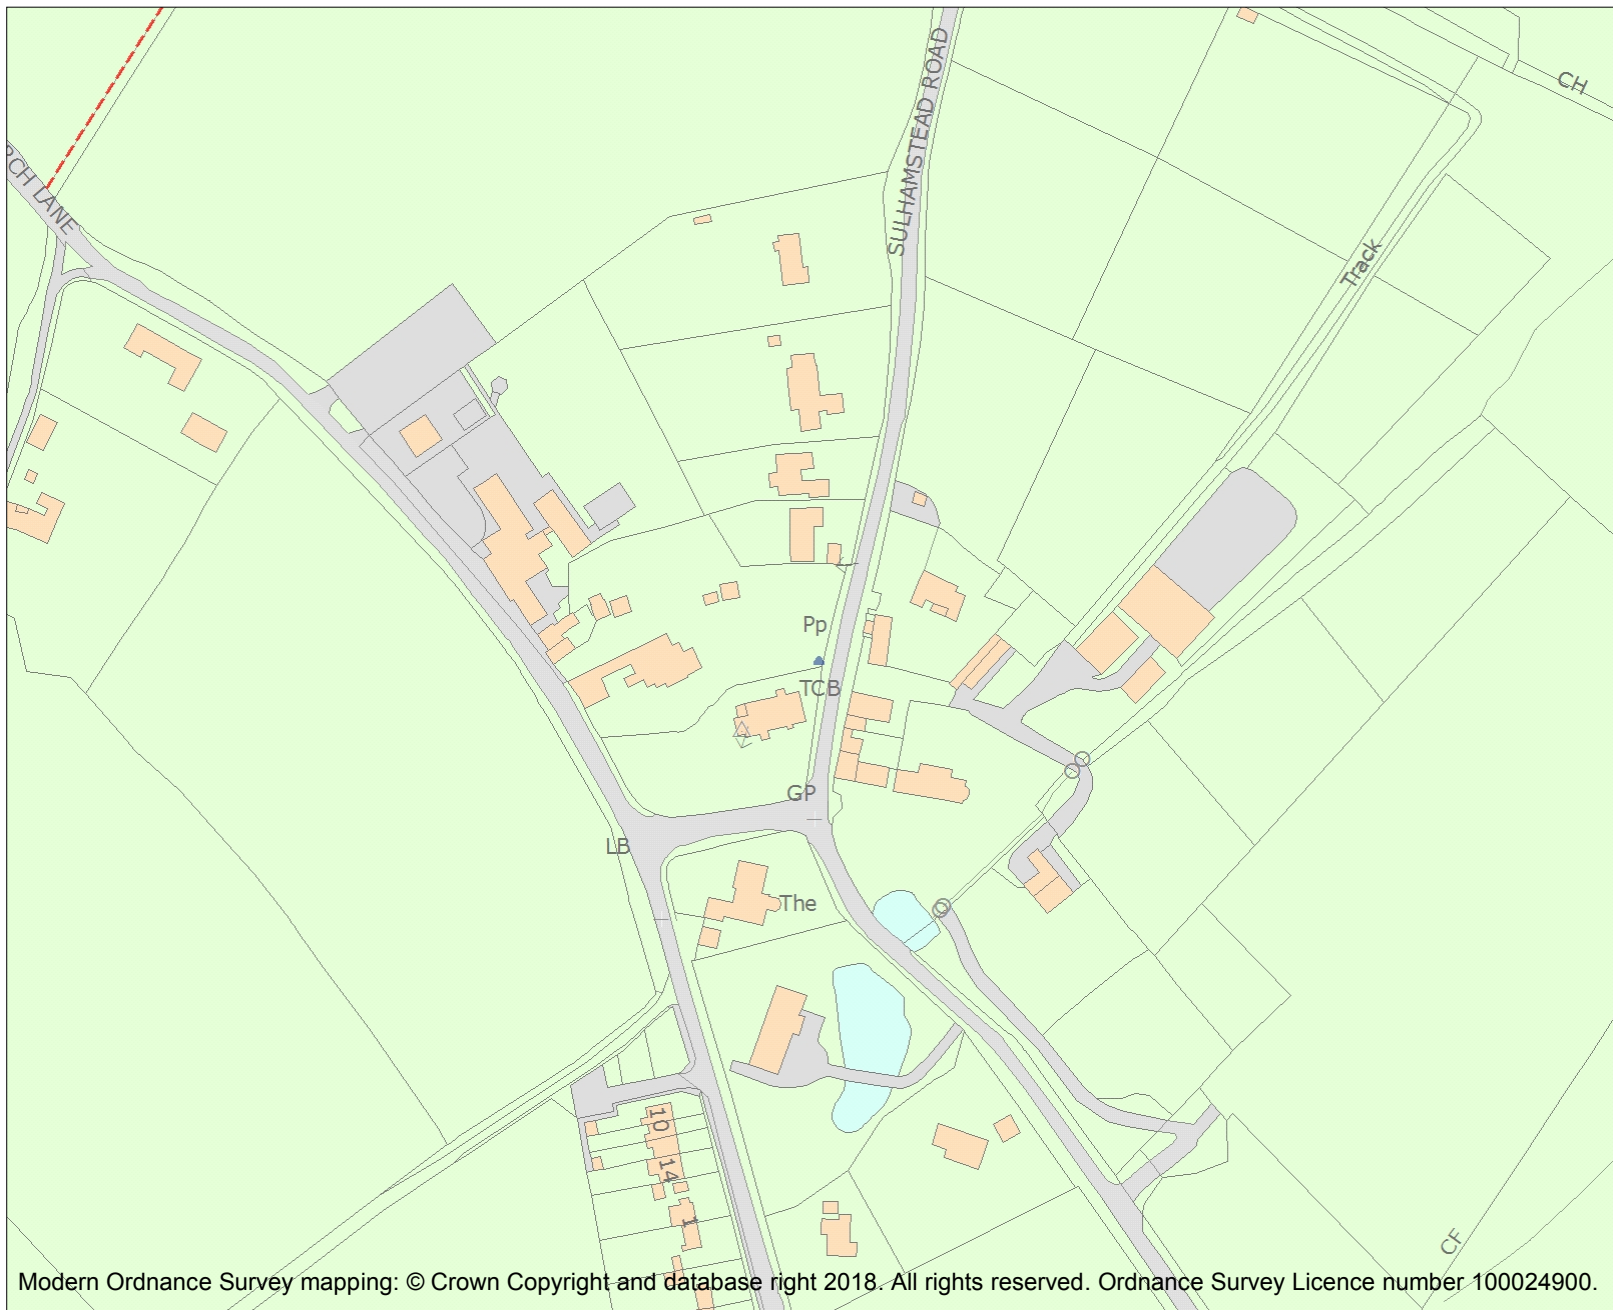 SULHAMSTEAD ROAD
CH
RCH LANE
Track
Pp
TCB
GP
LB
The
10
14
1
CF
Modern Ordnance Survey mapping: © Crown Copyright and database right 2018. All rights reserved. Ordnance Survey Licence number 100024900.